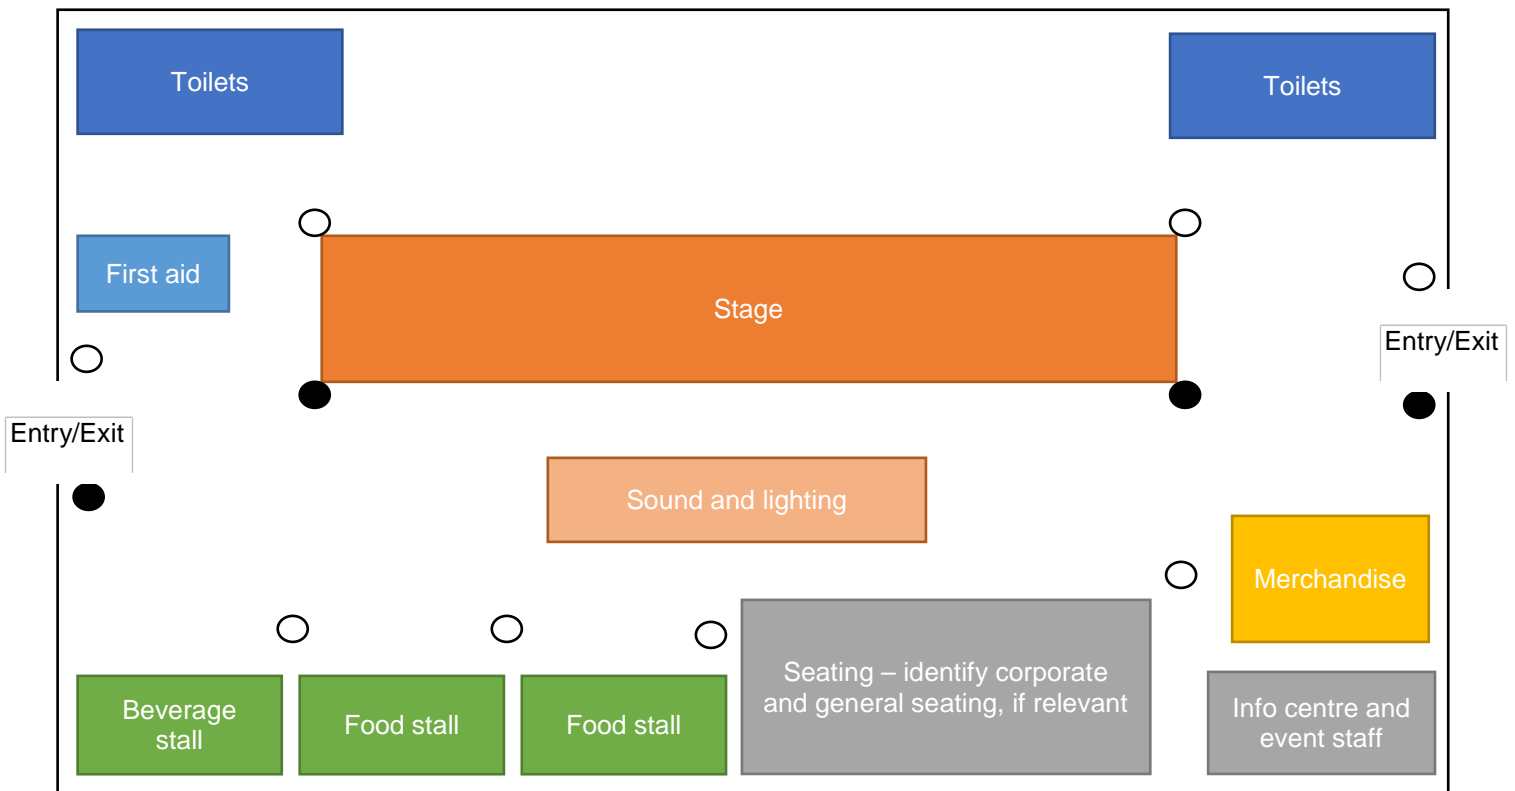 Toilets
Toilets
First aid
Stage
Entry/Exit
Entry/Exit
Sound and lighting
Merchandise
Seating – identify corporate
and general seating, if relevant
Beverage
stall
Food stall
Food stall
Info centre and
event staff